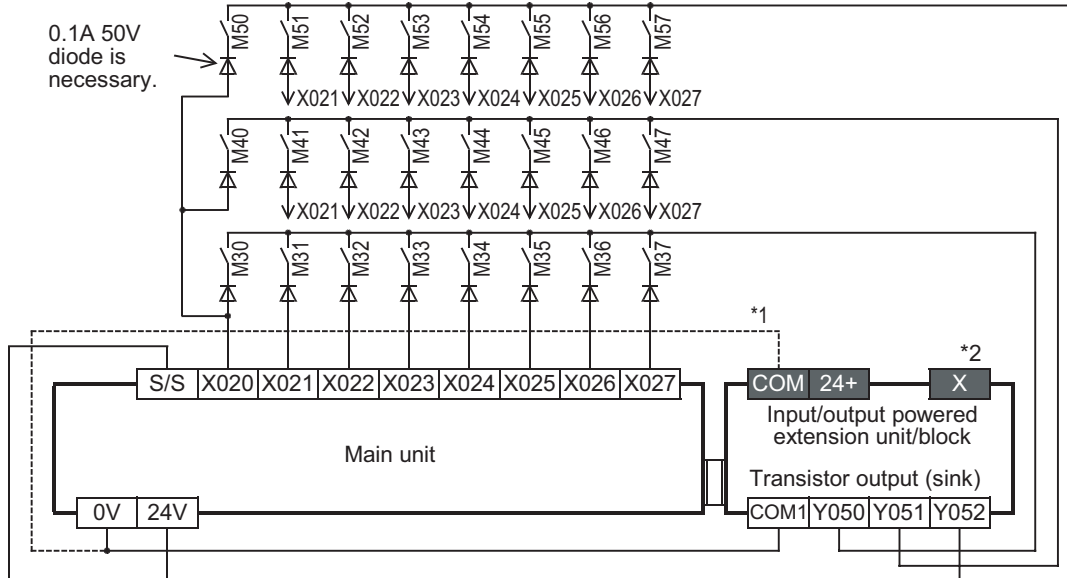 0.1A 50V
diode is
necessary.
M50 M51 M52 M53 M54 M55 M56 M57
X021 X022 X023 X024 X025 X026 X027
M40 M41 M42 M43 M44 M45 M46 M47
X021 X022 X023 X024 X025 X026 X027
M30 M31 M32 M33 M34 M35 M36 M37
*1
*2
S/S X020 X021 X022 X023 X024 X025 X026 X027
COM 24+ X
Input/output powered
extension unit/block
Main unit
Transistor output (sink)
0V 24V
COM1 Y050 Y051 Y052